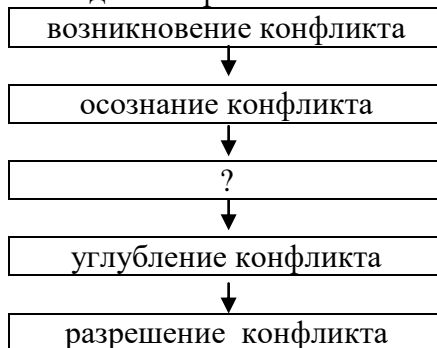 возникновение конфликта
осознание конфликта
?
углубление конфликта
разрешение конфликта